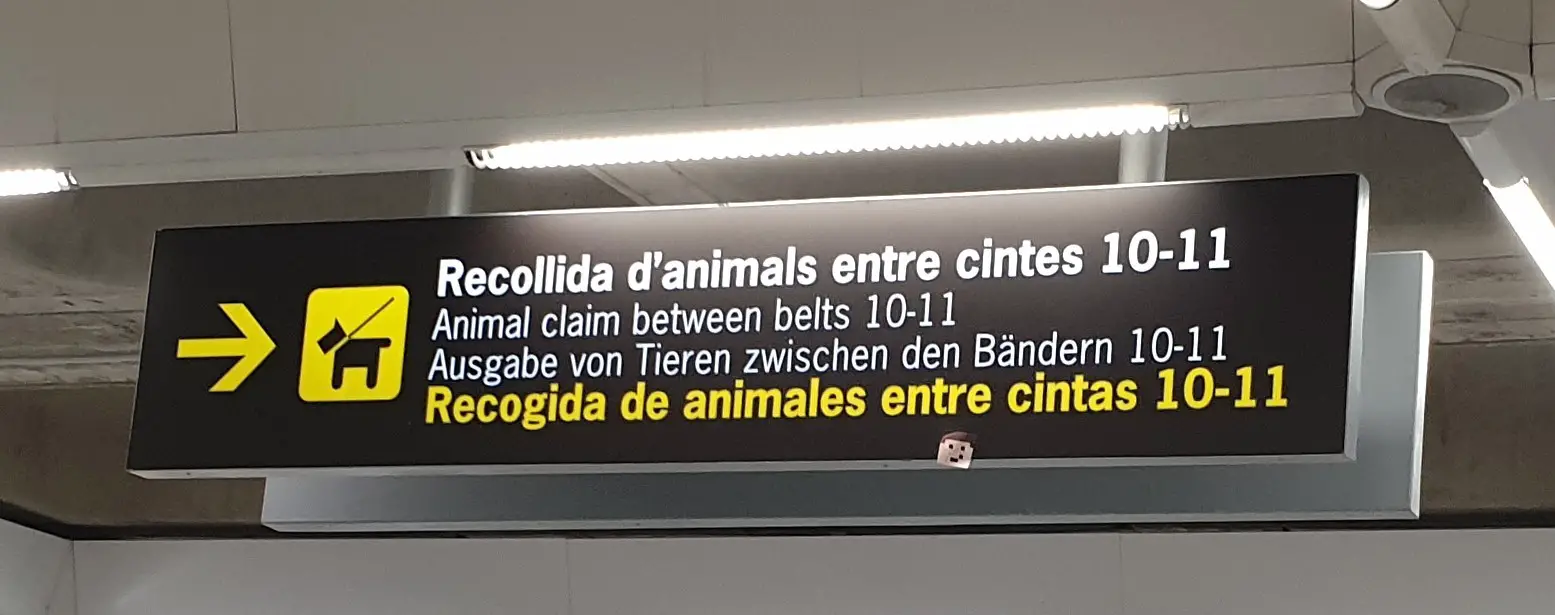 Recollida d'animals entre cintes 10-11
Animal claim between belts 10-11
Ausgabe von Tieren zwischen den Bändern 10-11
Recogida de animales entre cintas 10-11